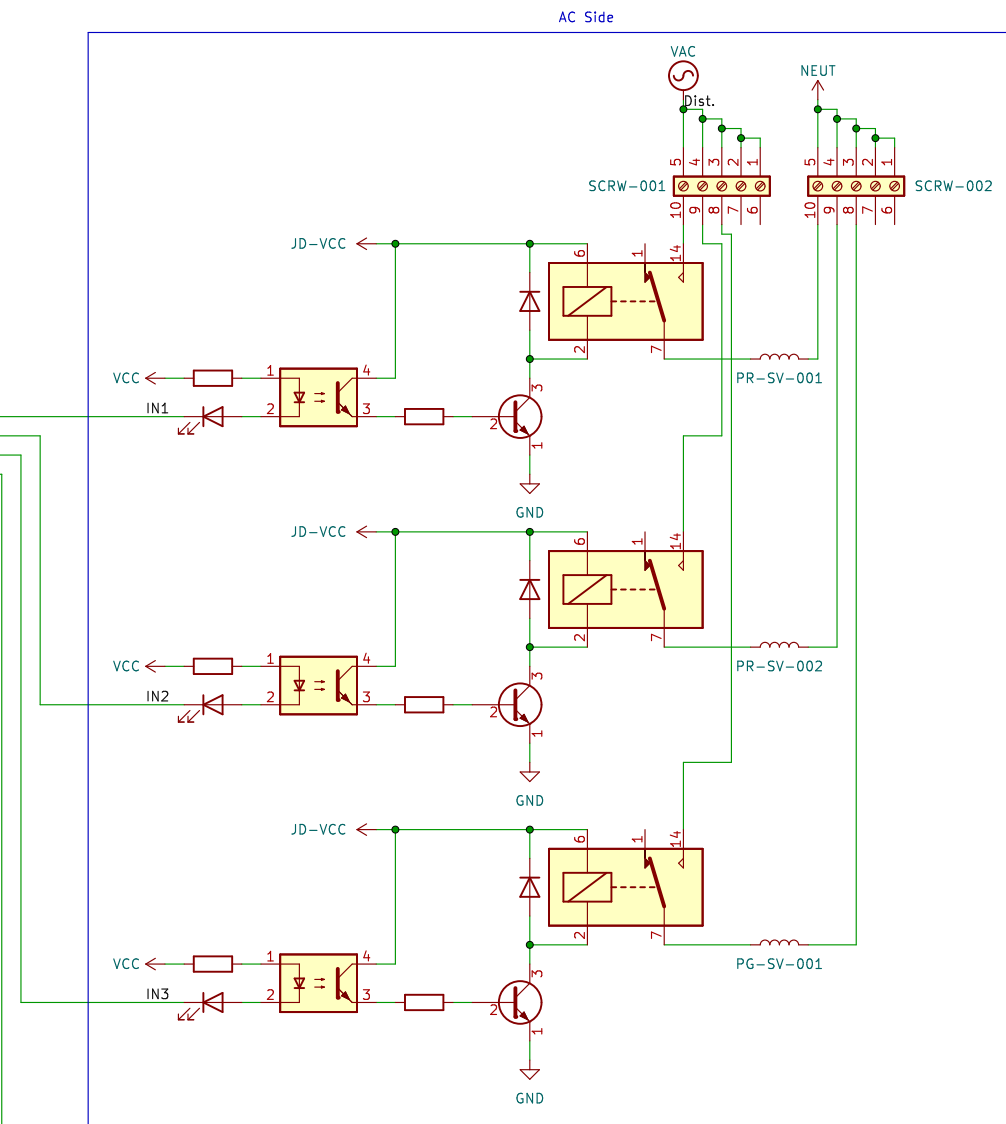 AC Side
VAC
NEUT
Dist.
5 4 3 2 1
5 4 3 2 1
SCRW-001
SCRW-002
10 9 8 7 6
10 9 8 7 6
JD-VCC
6 1 14
2 7
PR-SV-001
VCC
1 4
3
IN1
2 3
2
1
GND
JD-VCC
6 1 14
2 7
PR-SV-002
VCC
1 4
3
IN2
2 3
2
1
GND
JD-VCC
6 1 14
2 7
PG-SV-001
VCC
1 4
3
IN3
2 3
2
1
GND